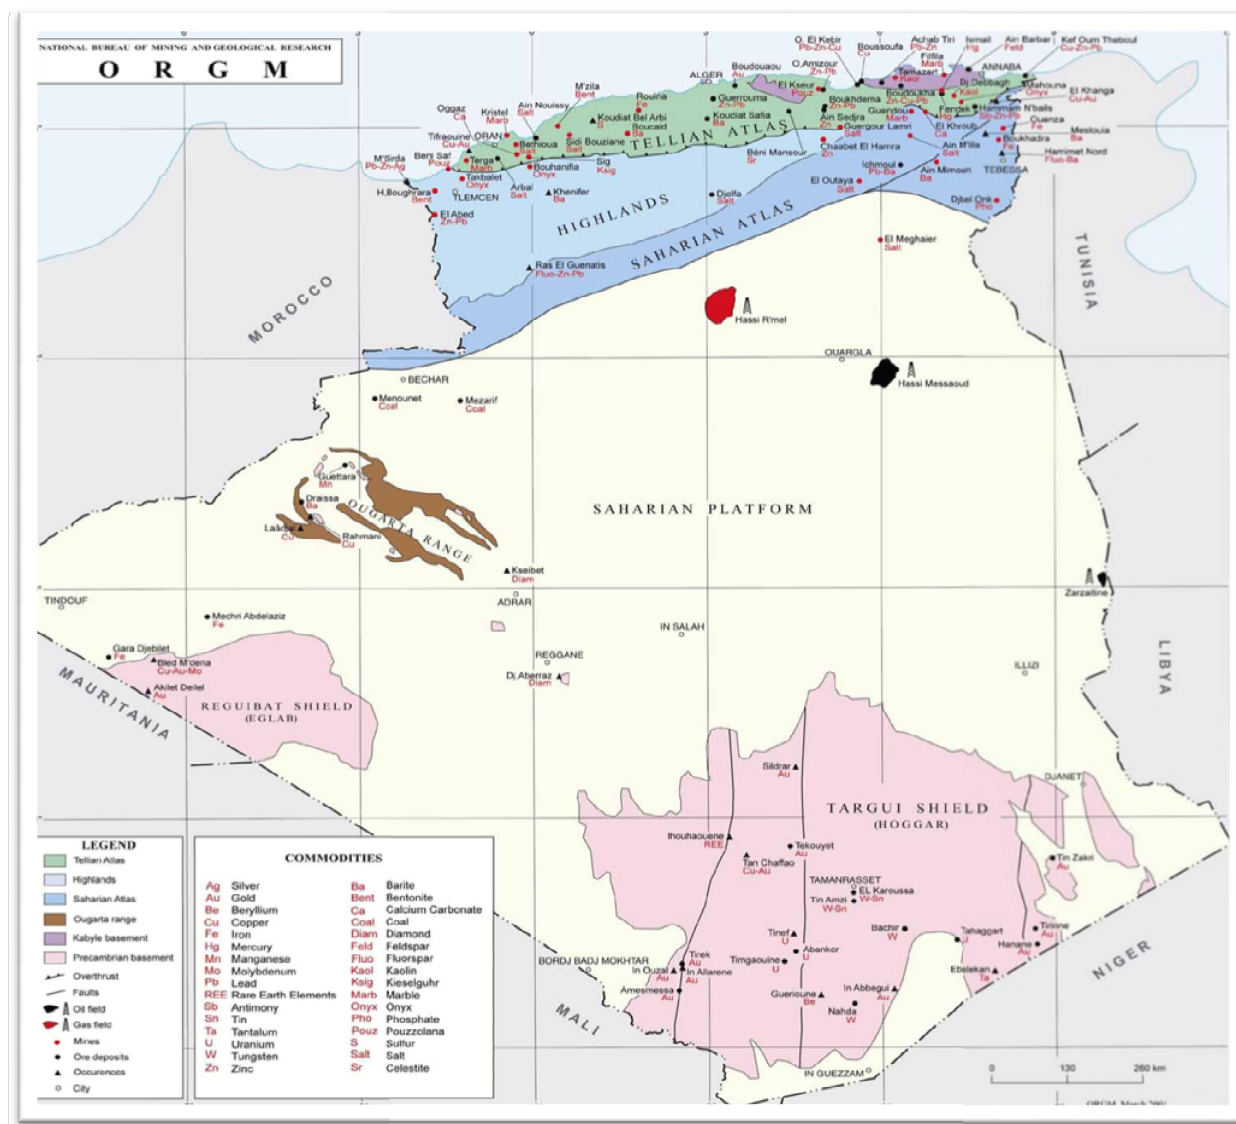 NATIONAL BUREAU OF MINING AND GEOLOGICAL RESEARCH
O R G M
O. El Kebir
Pb-Zn-Cu
Boussoufa
Cu
Achab Tiri
Pb-Zn
Filfila
Marb
Ismail
Hg
Ain Barbar
Feld
Kef Oum Theboul
Cu-Zn-Pb
ALGER
Boudouaou
Au
O.Amizour
Zn-Pb
El Kseur
Pouz
Tamazart
Kaol
ANNABA
Dj.Debbagh
Kaol
Mahouna
Onyx
El Khanga
Cu-Au
M'zila
Bent
Rouina
Fe
Guerrouma
Zn-Pb
Boukhdema
Zn-Pb
Boudoukha
Zn-Cu-Pb
Hammam N'bails
Sb-Zn-Pb
Ouenza
Fe
Oggaz
Ca
Kristel
Marb
Ain Nouissy
Salt
Koudiat Bel Arbi
S
Boucaid
Ba
Koudiat Safia
Ba
Ain Sedjra
Zn
Guendou
Marb
Fendek
Hg
El Khroub
Ca
Meslouia
Ba
Boukhadra
Fe
Tifraouine
Cu-Au
ORAN
Bethioua
Salt
Sidi Bouziane
Salt
TELLIAN ATLAS
Guergour Lamri
Salt
Chaabet El Hamra
Zn
Ain M'lila
Salt
Hamimet Nord
Fluo-Ba
TEBESSA
M'Sirda
Pb-Zn-Ag
Beni Saf
Pouz
Terga
Marb
Bouhanifia
Onyx
Sig
Ksig
Béni Mansour
Sr
Ichmoul
Pb-Ba
Ain Mimoun
Ba
Takbalet
Onyx
Arbal
Salt
H.Boughrara
Bent
TLEMCEN
Khenifer
Ba
Djelfa
Salt
El Outaya
Salt
Djbel Onk
Pho
El Abed
Zn-Pb
HIGHLANDS
SAHARIAN ATLAS
El Meghaier
Salt
Ras El Guenatis
Fluo-Zn-Pb
MOROCCO
TUNISIA
Hassi R'mel
OUARGLA
Hassi Messaoud
BECHAR
Menounet
Coal
Mezarif
Coal
Guettara
Mn
Draissa
Ba
OUGARTA RANGE
Laâdjal
Cu
Rahmani
Cu
SAHARIAN PLATFORM
Kseibet
Diam
ADRAR
Zarzaitine
TINDOUF
Mechri Abdelaziz
Fe
IN SALAH
Gara Djebilet
Fe
Bled M'dena
Cu-Au-Mo
REGGANE
Dj.Aberraz
Diam
ILLIZI
LIBYA
Akilet Deilel
Au
MAURITANIA
REGUIBAT SHIELD
(EGLAB)
Sildrar
Au
DJANET
TARGUI SHIELD
(HOGGAR)
Ihouhaouene
REE
Tekouyet
Au
Tan Chaffao
Cu-Au
Tin Zakri
Au
TAMANRASSET
EL Karoussa
W-Sn
Tin Amzi
W-Sn
Tinef
U
Bachir
W
Tahaggart
U
Tiririne
Au
Hanane
Au
BORDJ BADJ MOKHTAR
Tirek
Au
Abankor
U
Timgaouine
U
In Ouzal
Au
In Allarene
Au
Ebelekan
Ta
NIGER
Amesmessa
Au
Guerioune
Be
In Abbegui
Au
Nahda
W
MALI
IN GUEZZAM
0 130 260 km
LEGEND
Tellian Atlas
Highlands
Saharian Atlas
Ougarta range
Kabyle basement
Precambrian basement
Overthrust
Faults
Oil field
Gas field
Mines
Ore deposits
Occurences
City
COMMODITIES
Ag Silver
Au Gold
Be Beryllium
Cu Copper
Fe Iron
Hg Mercury
Mn Manganese
Mo Molybdenum
Pb Lead
REE Rare Earth Elements
Sb Antimony
Sn Tin
Ta Tantalum
U Uranium
W Tungsten
Zn Zinc
Ba Barite
Bent Bentonite
Ca Calcium Carbonate
Coal Coal
Diam Diamond
Feld Feldspar
Fluo Fluorspar
Kaol Kaolin
Ksig Kieselguhr
Marb Marble
Onyx Onyx
Pho Phosphate
Pouz Pouzzolana
S Sulfur
Salt Salt
Sr Celestite
ORGM, March